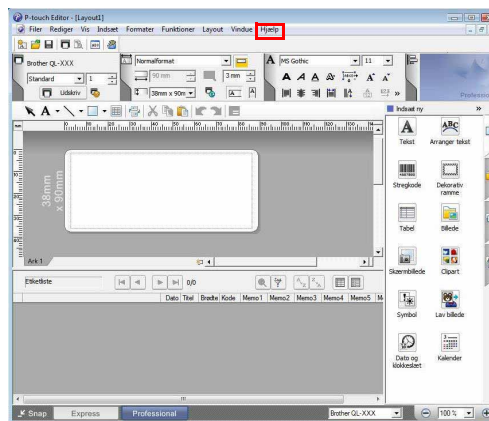 P-touch Editor - [Layout1]
Filer Rediger Vis Indsæt Formater Funktioner Layout Vindue Hjælp
Brother QL-XXX
Standard 1
Udskriv
Normalformat
90 mm 3 mm
38mm x 90m
A MS Gothic 11
A A A A
Professio
A
38mm
x 90mm
Ark 1
Indsæt ny »
A ABC
Tekst Arranger tekst
Stregkode Dekorativ
ramme
Tabel Billede
Skærmbillede Clipart
Symbol Lav billede
Dato og
klokkeslæt Kalender
Etiketliste 0/0
Dato Titel Brødte Kode Memo1 Memo2 Memo3 Memo4 Memo5
Snap Express Professional Brother QL-XXX 100 %